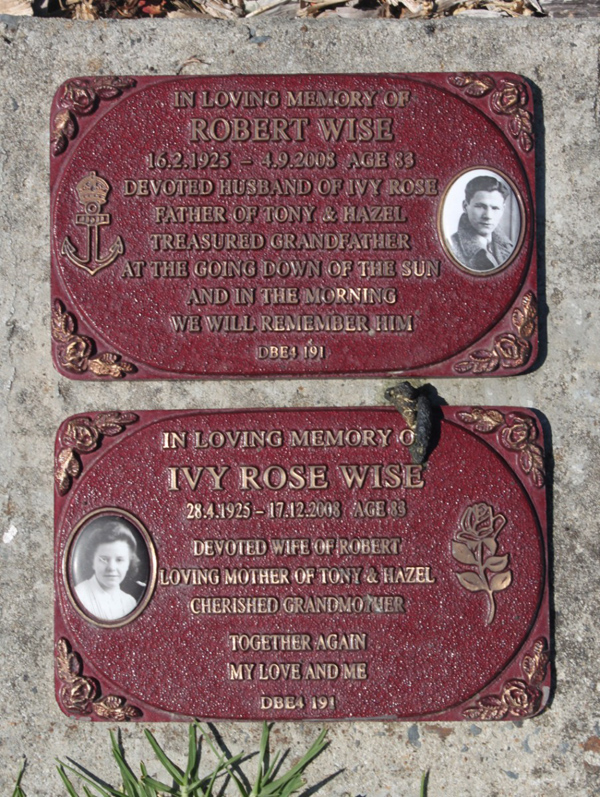 IN LOVING MEMORY OF
ROBERT WISE
16.2.1925 – 4.9.2008 AGE 83
DEVOTED HUSBAND OF IVY ROSE
FATHER OF TONY & HAZEL
TREASURED GRANDFATHER
AT THE GOING DOWN OF THE SUN
AND IN THE MORNING
WE WILL REMEMBER HIM
DBE4 191
IN LOVING MEMORY O
IVY ROSE WISE
28.4.1925 – 17.12.2008 AGE 83
DEVOTED WIFE OF ROBERT
LOVING MOTHER OF TONY & HAZEL
CHERISHED GRANDMOTHER
TOGETHER AGAIN
MY LOVE AND ME
DBE4 191